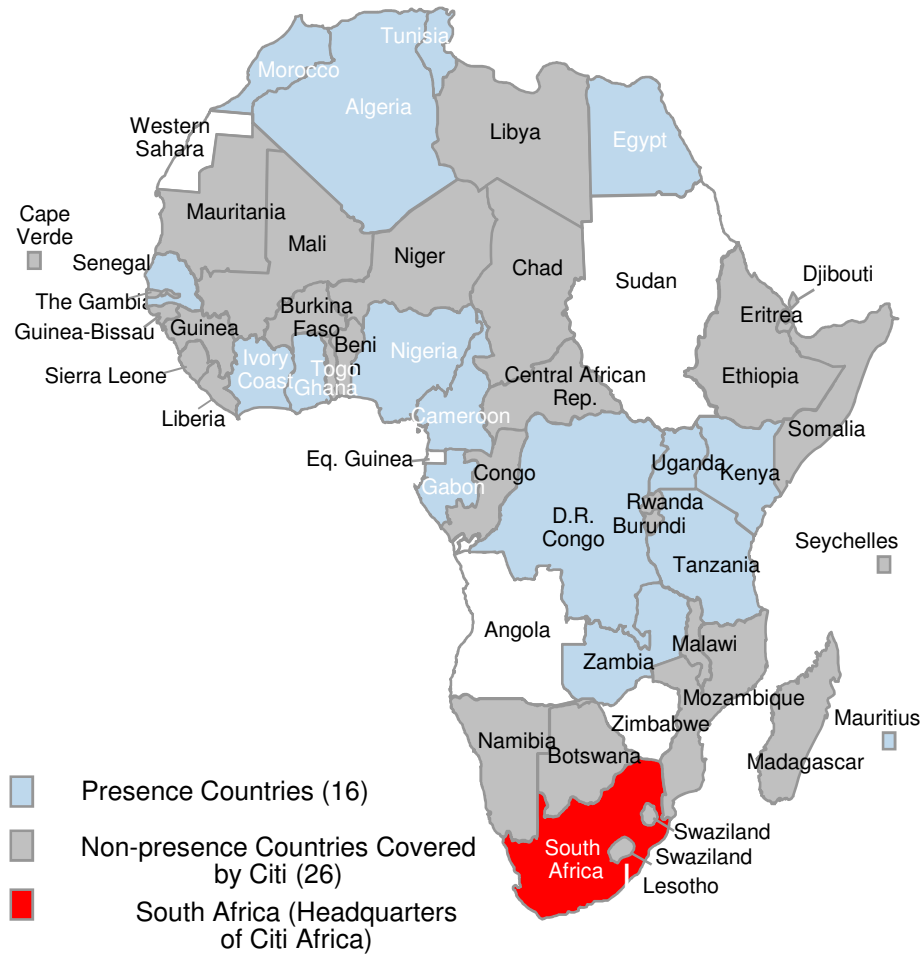 Tunisia
Morocco
Algeria
Western
Sahara
Libya
Egypt
Mauritania
Cape
Verde
Mali
Niger
Chad
Sudan
Senegal
Djibouti
The Gambia
Eritrea
Guinea-Bissau
Guinea
Burkina
Faso
Beni
n
Nigeria
Ivory
Coast
Togo
Ghana
Sierra Leone
Central African
Rep.
Ethiopia
Liberia
Cameroon
Somalia
Eq. Guinea
Congo
Gabon
Uganda
Kenya
Rwanda
Burundi
D.R.
Congo
Tanzania
Seychelles
Angola
Malawi
Zambia
Mozambique
Mauritius
Zimbabwe
Namibia
Botswana
Madagascar
Presence Countries (16)
Swaziland
South
Africa
Swaziland
Lesotho
Non-presence Countries Covered
by Citi (26)
South Africa (Headquarters
of Citi Africa)